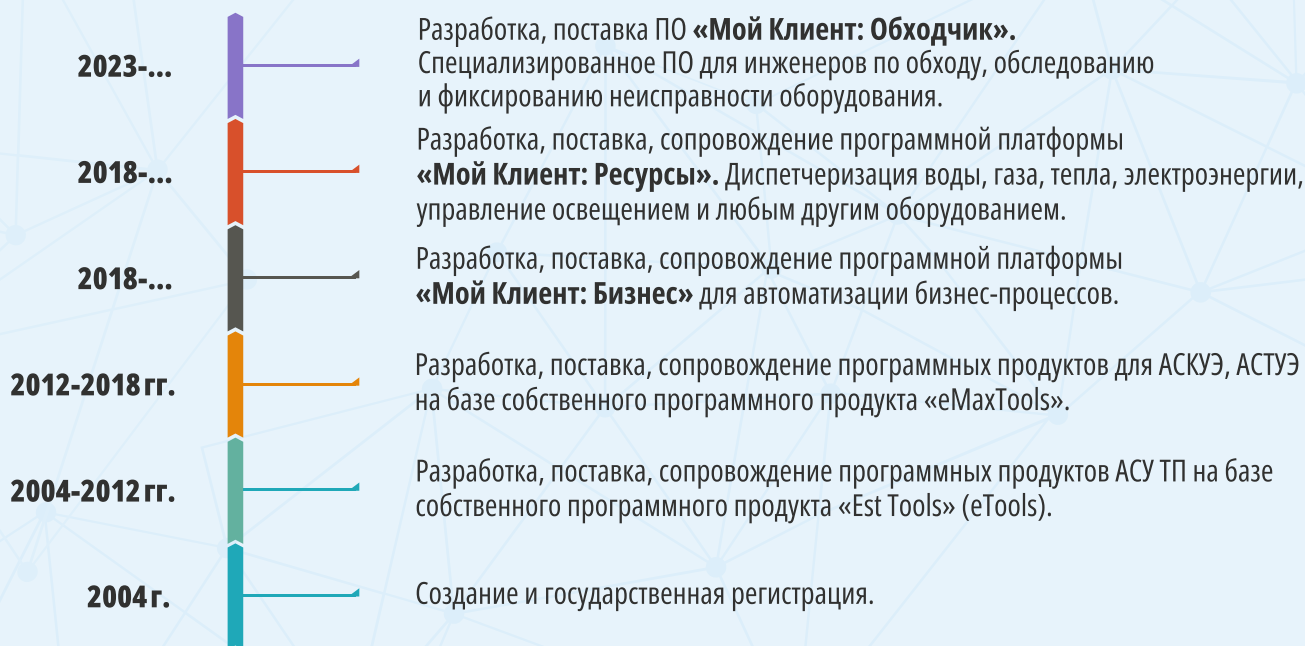 2023-...
Разработка, поставка ПО «Мой Клиент: Обходчик».
Специализированное ПО для инженеров по обходу, обследованию
и фиксированию неисправности оборудования.
2018-...
Разработка, поставка, сопровождение программной платформы
«Мой Клиент: Ресурсы». Диспетчеризация воды, газа, тепла, электроэнергии,
управление освещением и любым другим оборудованием.
2018-...
Разработка, поставка, сопровождение программной платформы
«Мой Клиент: Бизнес» для автоматизации бизнес-процессов.
2012-2018 гг.
Разработка, поставка, сопровождение программных продуктов для АСКУЭ, АСТУЭ
на базе собственного программного продукта «eMaxTools».
2004-2012 гг.
Разработка, поставка, сопровождение программных продуктов АСУ ТП на базе
собственного программного продукта «Est Tools» (eTools).
2004 г.
Создание и государственная регистрация.